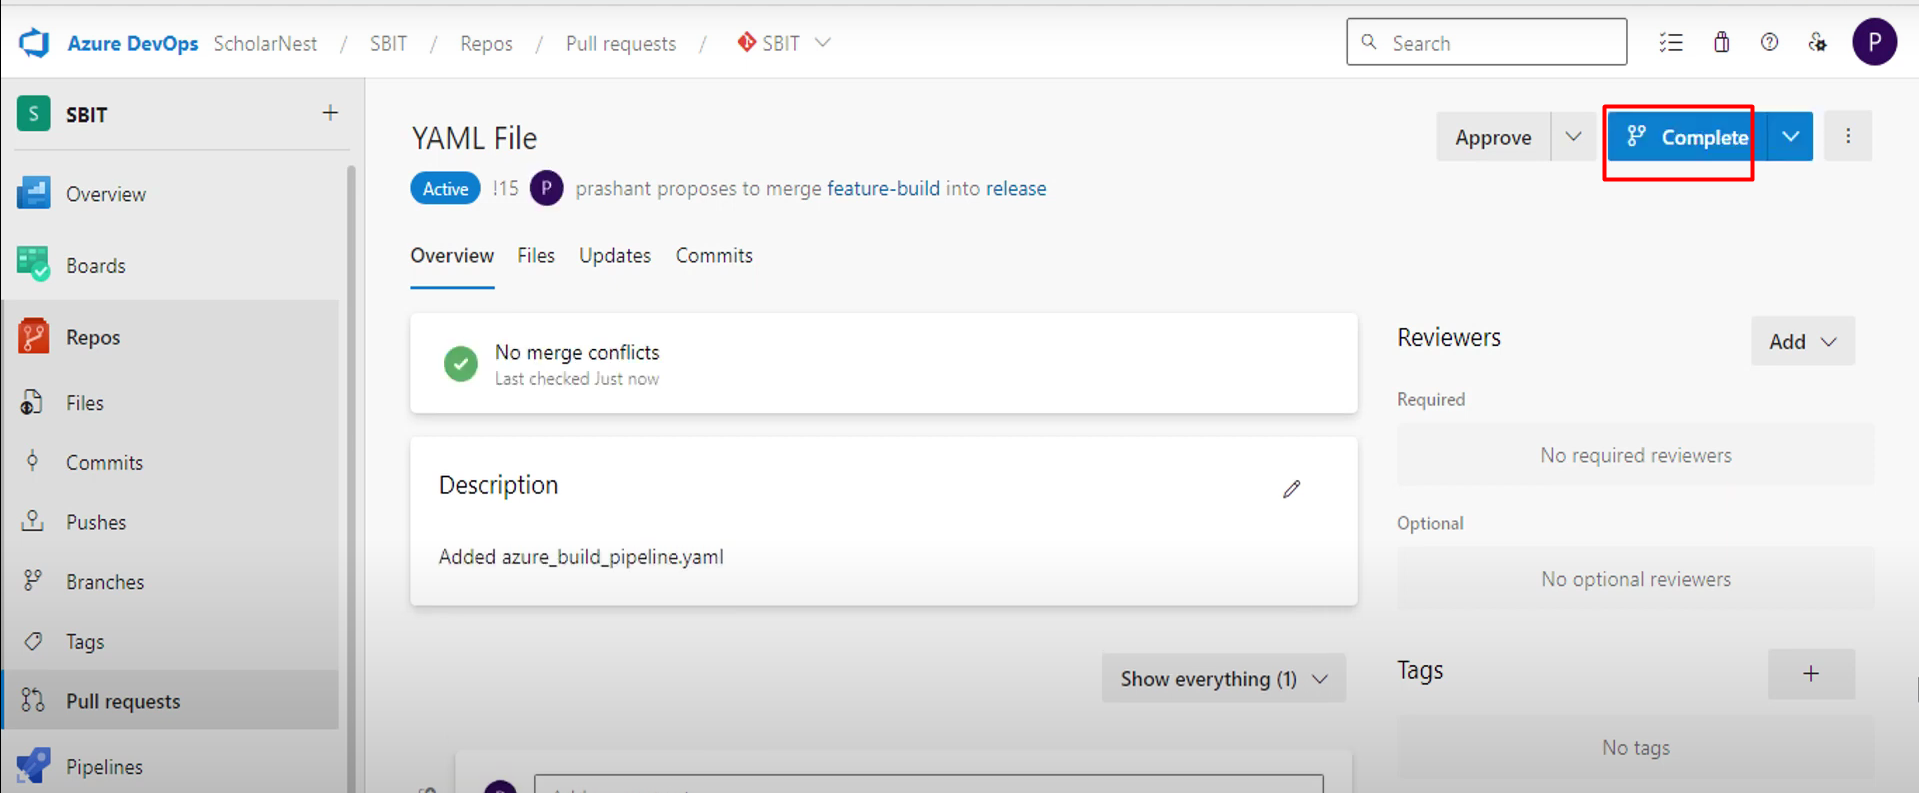 Azure DevOps ScholarNest / SBIT / Repos / Pull requests / SBIT
Search
P
S SBIT +
Overview
Boards
Repos
Files
Commits
Pushes
Branches
Tags
Pull requests
Pipelines
YAML File
Approve
Complete
Active !15 P prashant proposes to merge feature-build into release
Overview Files Updates Commits
No merge conflicts
Last checked Just now
Description
Added azure_build_pipeline.yaml
Show everything (1)
Reviewers
Add
Required
No required reviewers
Optional
No optional reviewers
Tags
+
No tags